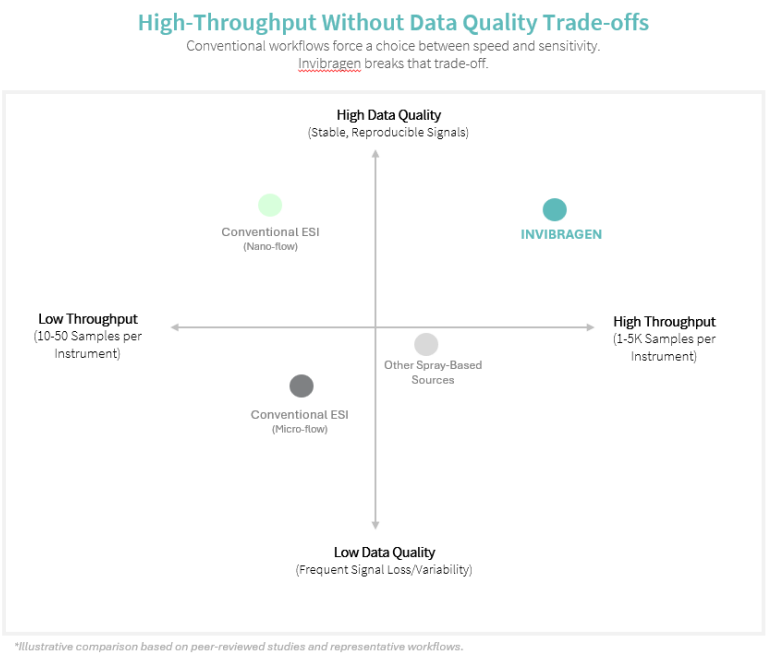 High-Throughput Without Data Quality Trade-offs
Conventional workflows force a choice between speed and sensitivity.
Invibragen breaks that trade-off.
High Data Quality
(Stable, Reproducible Signals)
Conventional ESI
(Nano-flow)
INVIBRAGEN
Low Throughput
(10-50 Samples per
Instrument)
High Throughput
(1-5K Samples per
Instrument)
Other Spray-Based
Sources
Conventional ESI
(Micro-flow)
Low Data Quality
(Frequent Signal Loss/Variability)
*Illustrative comparison based on peer-reviewed studies and representative workflows.